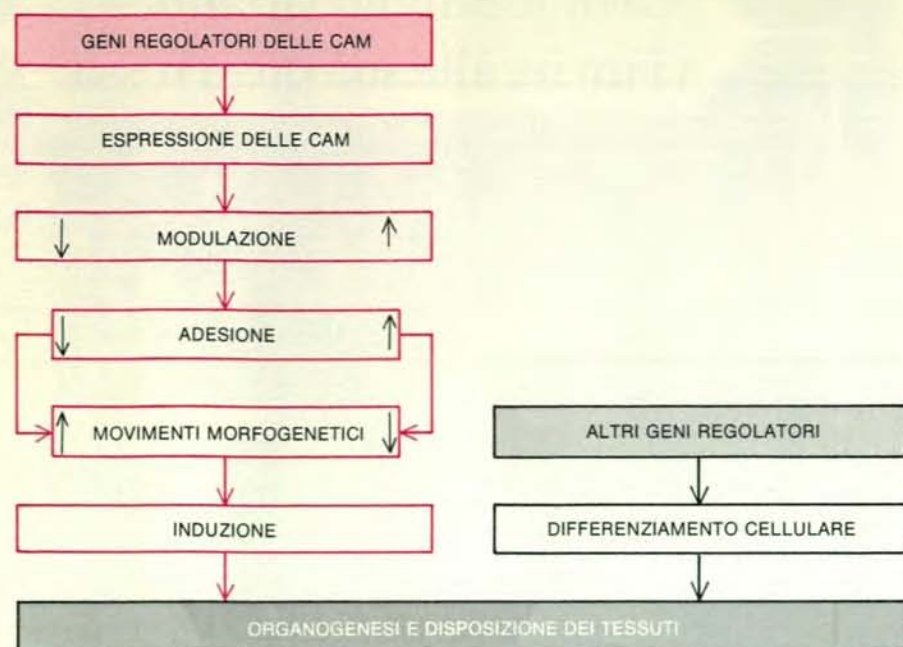 GENI REGOLATORI DELLE CAM
ESPRESSIONE DELLE CAM
MODULAZIONE
ADESIONE
MOVIMENTI MORFOGENETICI
INDUZIONE
ALTRI GENI REGOLATORI
DIFFERENZIAMENTO CELLULARE
ORGANOGENESI E DISPOSIZIONE DEI TESSUTI